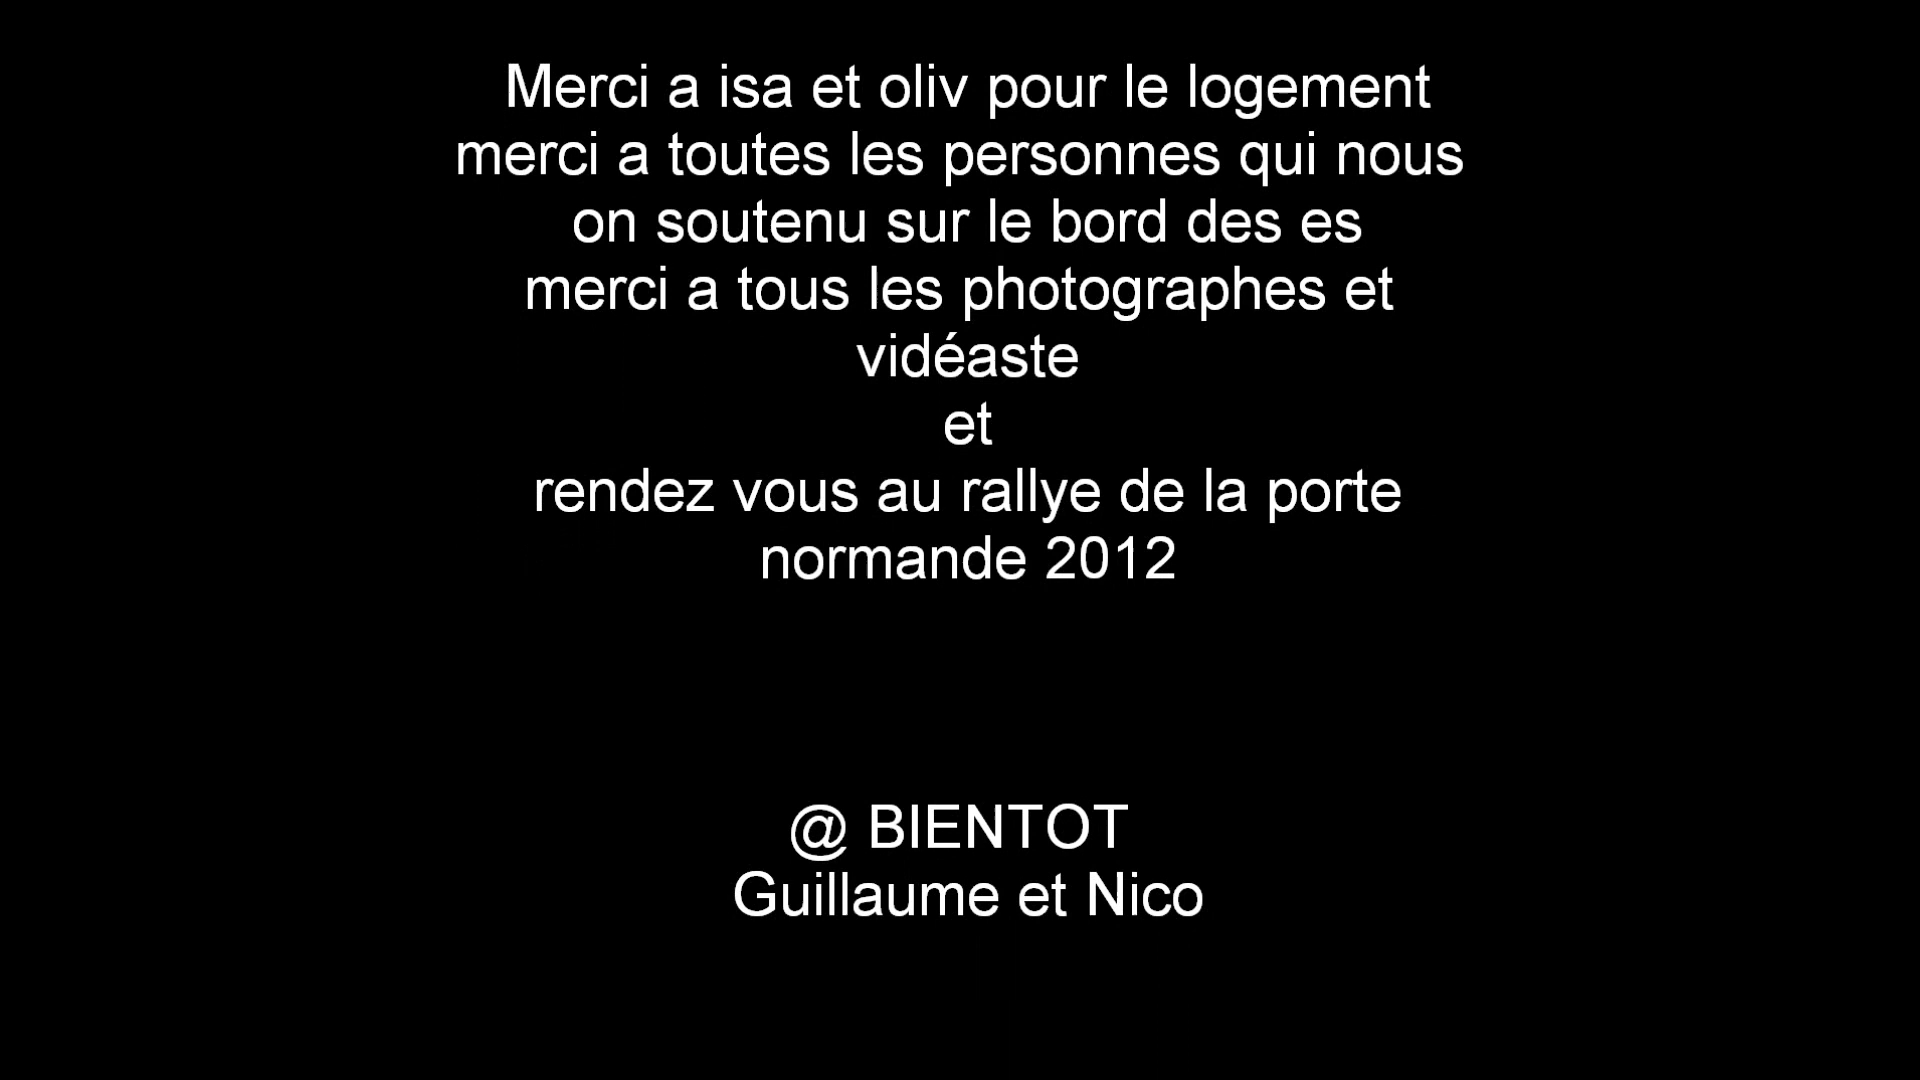 Merci a isa et oliv pour le logement
merci a toutes les personnes qui nous
on soutenu sur le bord des es
merci a tous les photographes et
vidéaste
et
rendez vous au rallye de la porte
normande 2012
@ BIENTOT
Guillaume et Nico